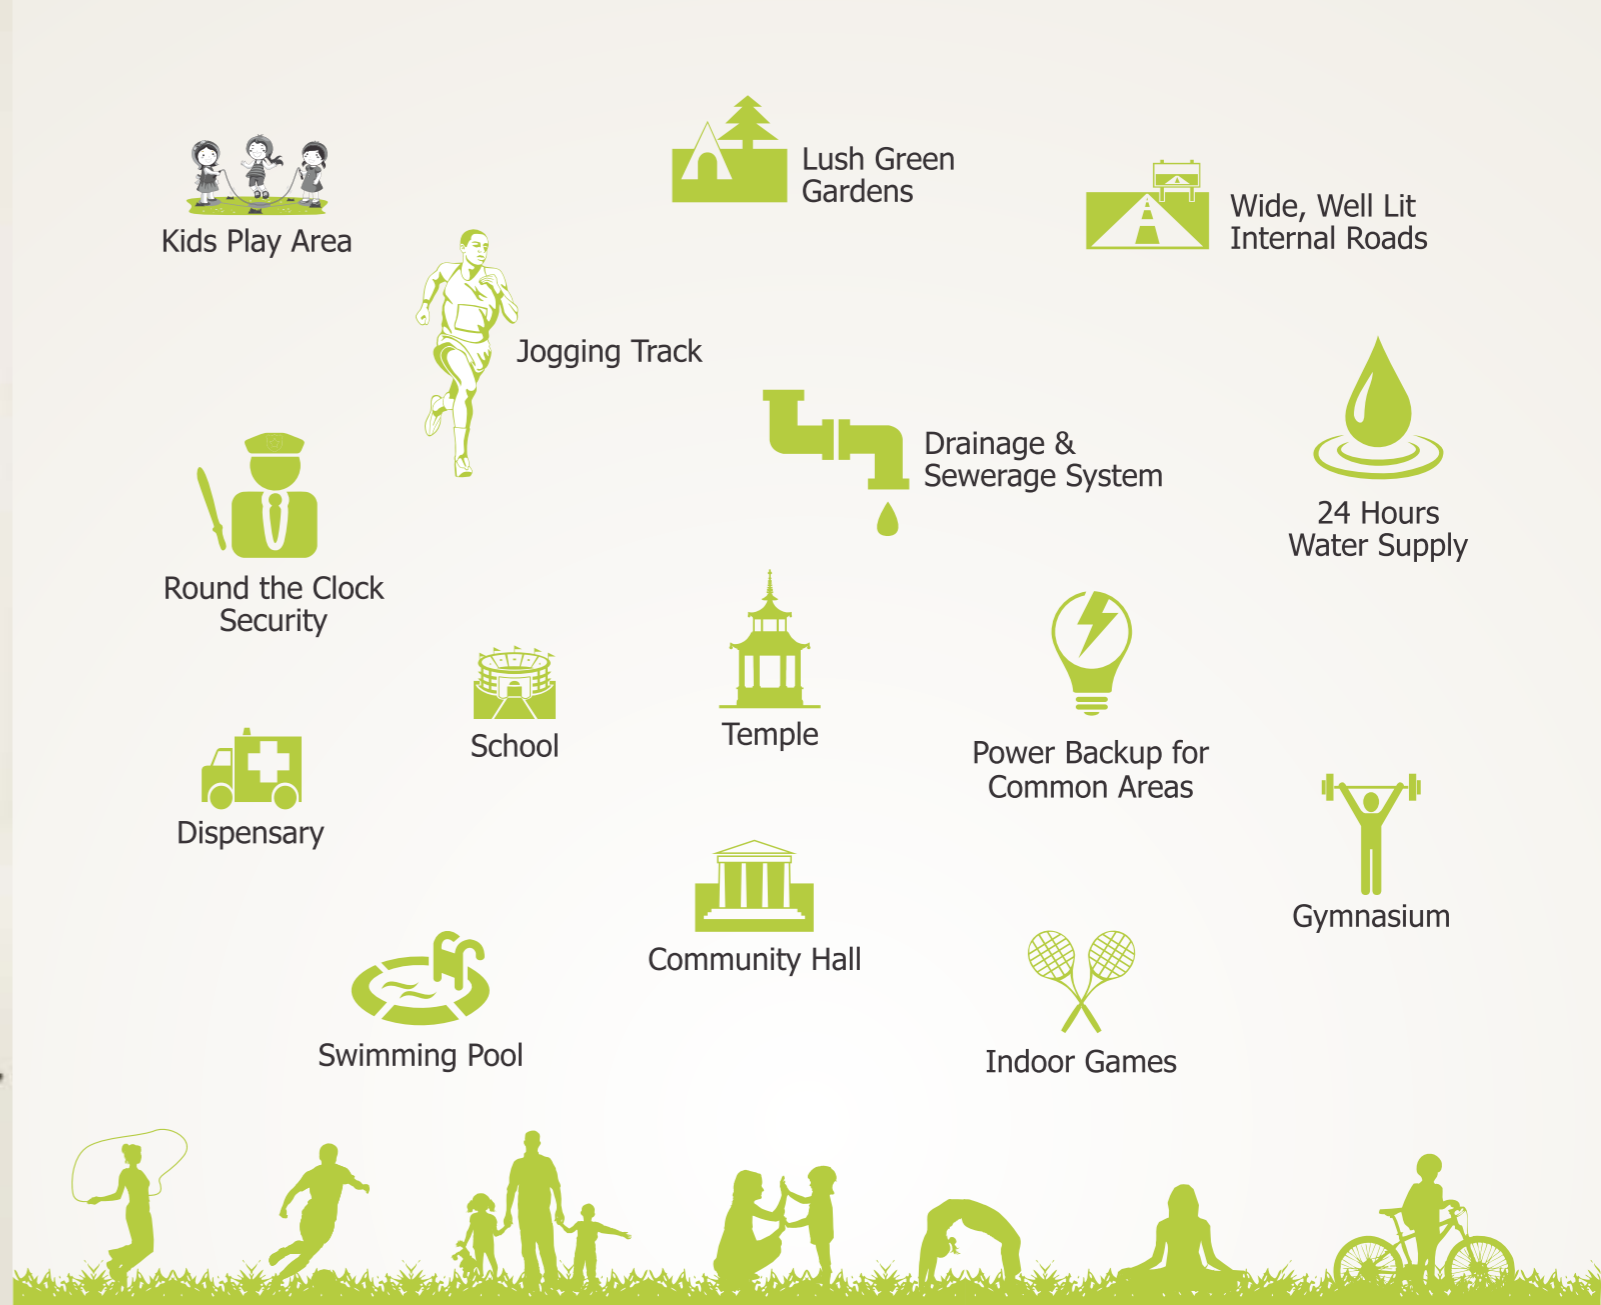 Lush Green
Gardens
Wide, Well Lit
Internal Roads
Kids Play Area
Jogging Track
Drainage &
Sewerage System
24 Hours
Water Supply
Round the Clock
Security
School
Temple
Power Backup for
Common Areas
Dispensary
Gymnasium
Community Hall
Swimming Pool
Indoor Games